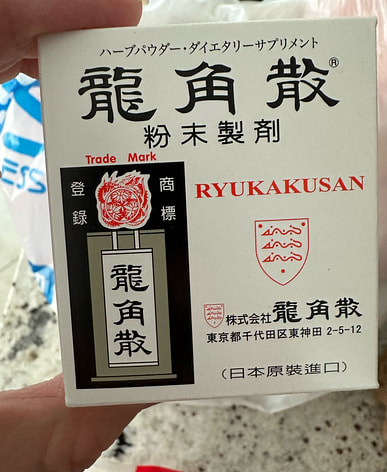 ハーブパウダー・ダイエタリーサプリメント
龍角散®
粉末製剤
Trade Mark
登録
商標
龍角散
RYUKAKUSAN
株式会社龍角散
東京都千代田区東神田 2-5-12
(日本原裝進口)
ESS